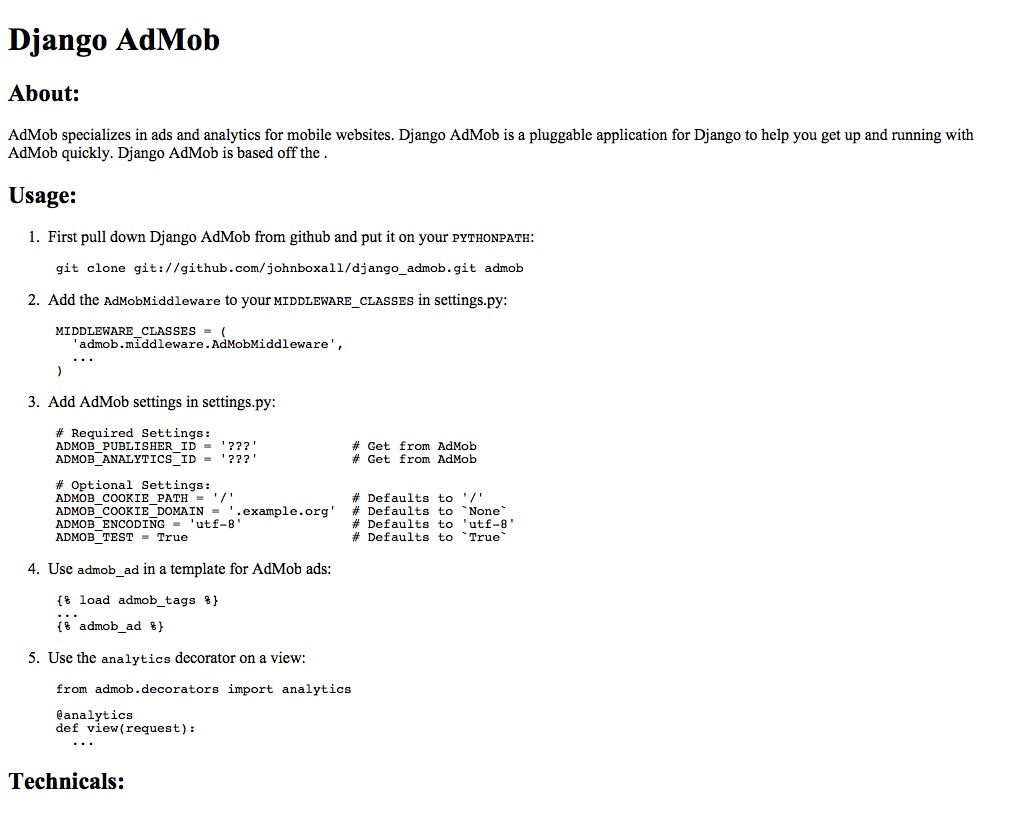 Django AdMob
About:
AdMob specializes in ads and analytics for mobile websites. Django AdMob is a pluggable application for Django to help you get up and running with
AdMob quickly. Django AdMob is based off the .
Usage:
1. First pull down Django AdMob from github and put it on your PYTHONPATH:
git clone git://github.com/johnboxall/django_admob.git admob
2. Add the AdMobMiddleware to your MIDDLEWARE_CLASSES in settings.py:
MIDDLEWARE_CLASSES = (
  'admob.middleware.AdMobMiddleware',
  ...
)
3. Add AdMob settings in settings.py:
# Required Settings:
ADMOB_PUBLISHER_ID = '???'            # Get from AdMob
ADMOB_ANALYTICS_ID = '???'            # Get from AdMob
# Optional Settings:
ADMOB_COOKIE_PATH = '/'               # Defaults to '/'
ADMOB_COOKIE_DOMAIN = '.example.org'  # Defaults to `None`
ADMOB_ENCODING = 'utf-8'              # Defaults to 'utf-8'
ADMOB_TEST = True                     # Defaults to `True`
4. Use admob_ad in a template for AdMob ads:
{% load admob_tags %}
...
{% admob_ad %}
5. Use the analytics decorator on a view:
from admob.decorators import analytics
@analytics
def view(request):
  ...
Technicals: